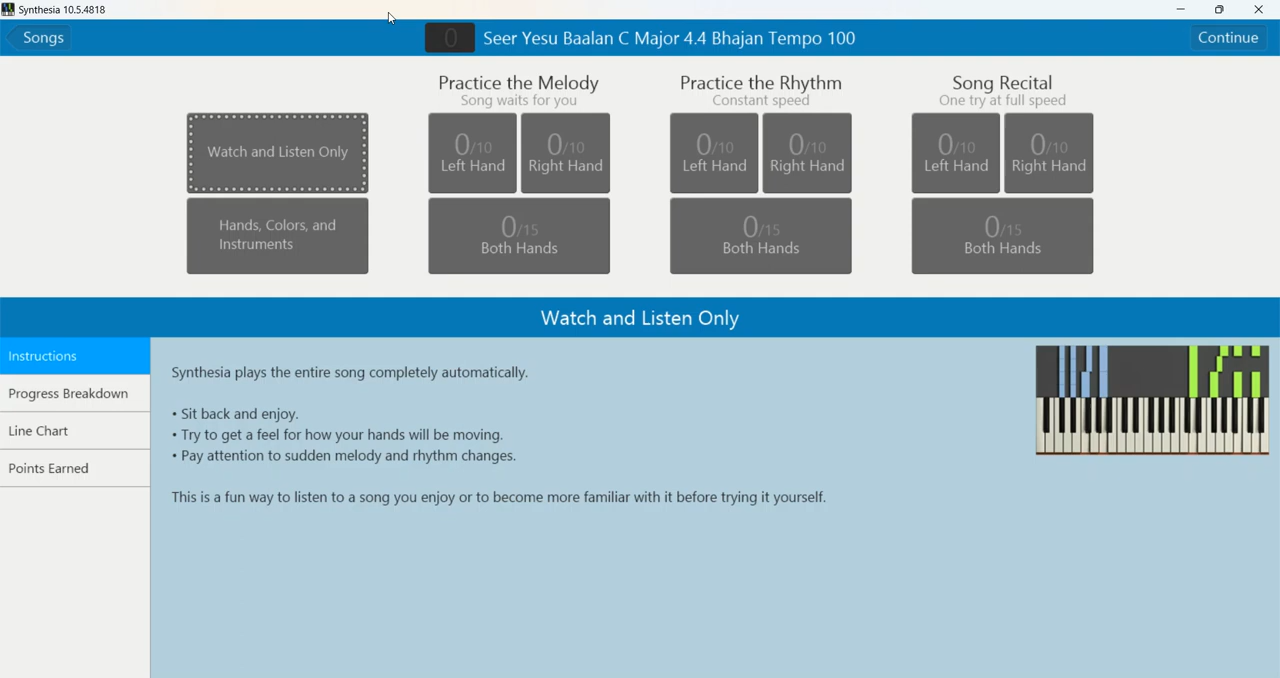 Synthesia 10.5.4818
Songs
0
Seer Yesu Baalan C Major 4.4 Bhajan Tempo 100
Continue
Practice the Melody
Song waits for you
Practice the Rhythm
Constant speed
Song Recital
One try at full speed
Watch and Listen Only
0/10
Left Hand
0/10
Right Hand
0/10
Left Hand
0/10
Right Hand
0/10
Left Hand
0/10
Right Hand
Hands, Colors, and
Instruments
0/15
Both Hands
0/15
Both Hands
0/15
Both Hands
Watch and Listen Only
Instructions
Progress Breakdown
Line Chart
Points Earned
Synthesia plays the entire song completely automatically.
• Sit back and enjoy.
• Try to get a feel for how your hands will be moving.
• Pay attention to sudden melody and rhythm changes.
This is a fun way to listen to a song you enjoy or to become more familiar with it before trying it yourself.